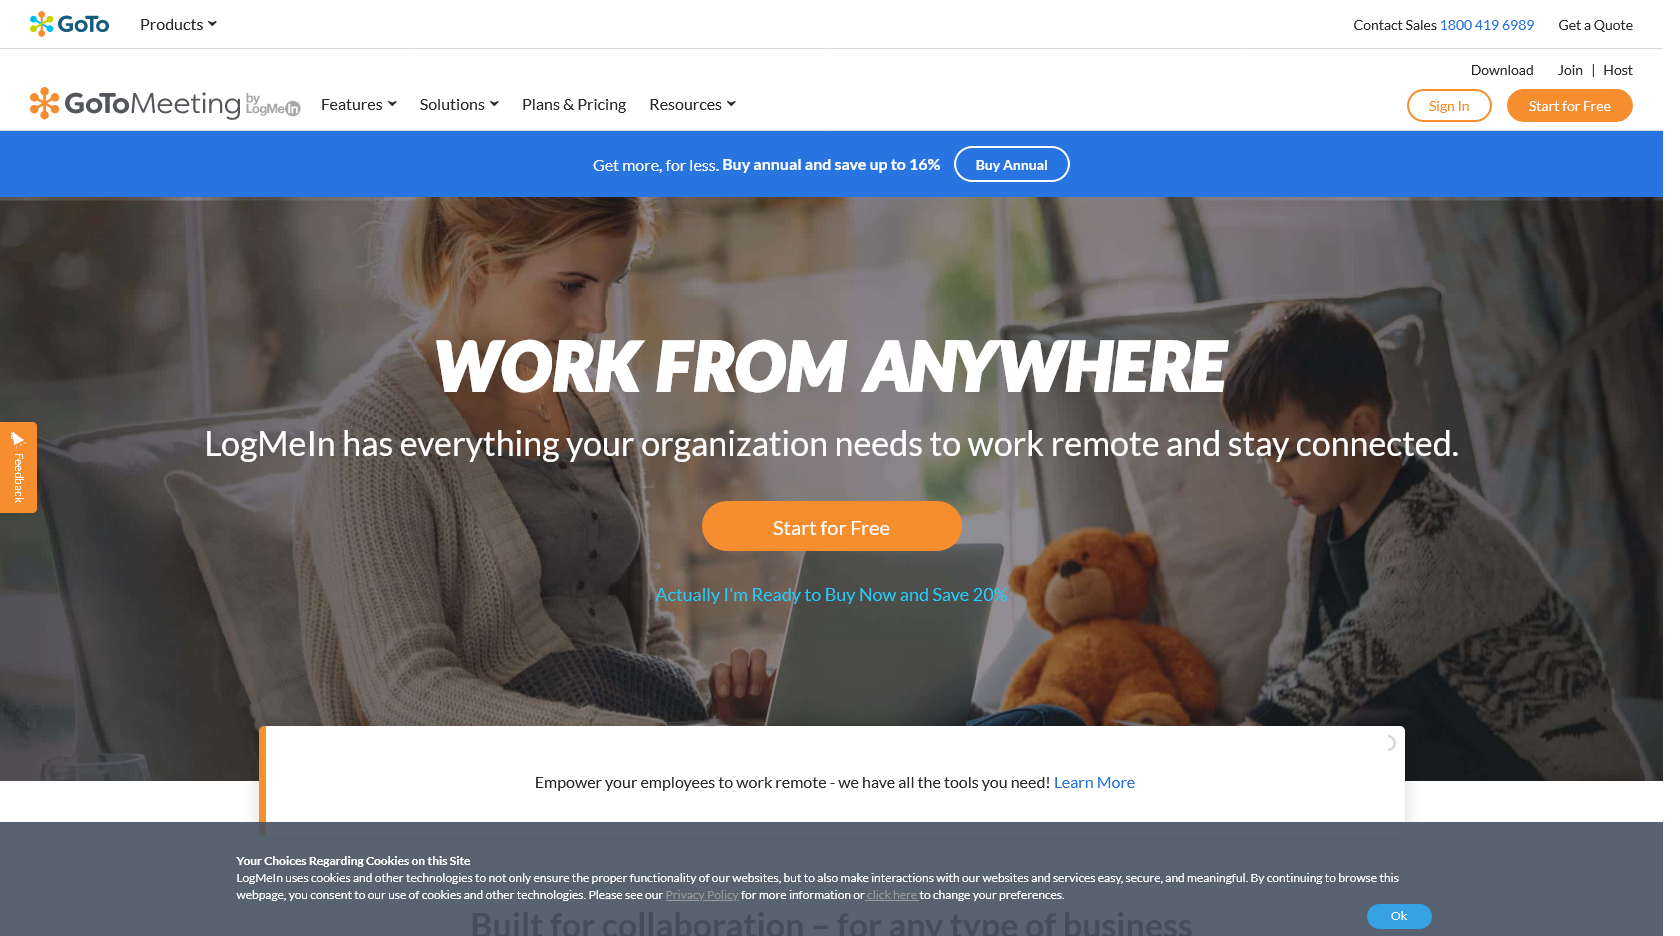 GoTo
Products
Contact Sales 1800 419 6989
Get a Quote
Download
Join | Host
GoToMeeting by LogMeIn
Features
Solutions
Plans & Pricing
Resources
Sign In
Start for Free
Get more, for less. Buy annual and save up to 16%
Buy Annual
WORK FROM ANYWHERE
LogMeIn has everything your organization needs to work remote and stay connected.
Feedback
Start for Free
Actually I'm Ready to Buy Now and Save 20%
Empower your employees to work remote - we have all the tools you need! Learn More
Your Choices Regarding Cookies on this Site
LogMeIn uses cookies and other technologies to not only ensure the proper functionality of our websites, but to also make interactions with our websites and services easy, secure, and meaningful. By continuing to browse this
webpage, you consent to our use of cookies and other technologies. Please see our Privacy Policy for more information or click here to change your preferences.
Ok
Built for collaboration – for any type of business